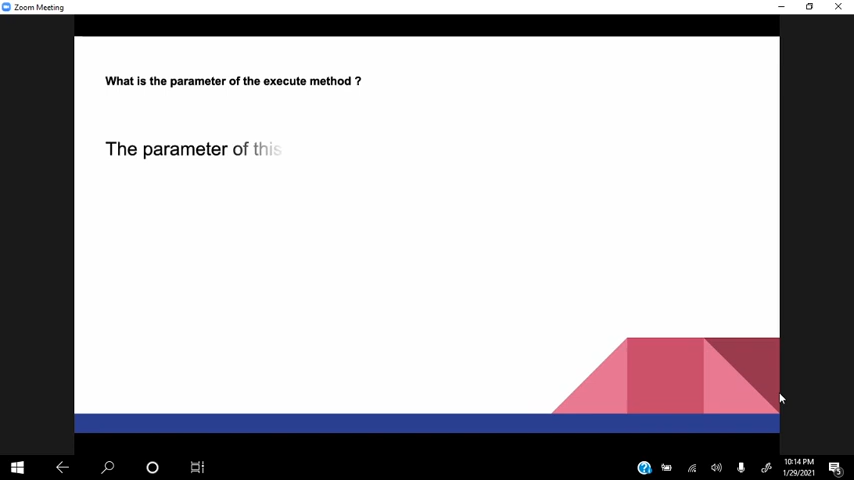 Zoom Meeting
What is the parameter of the execute method ?
The parameter of this
10:14 PM
1/29/2021
5